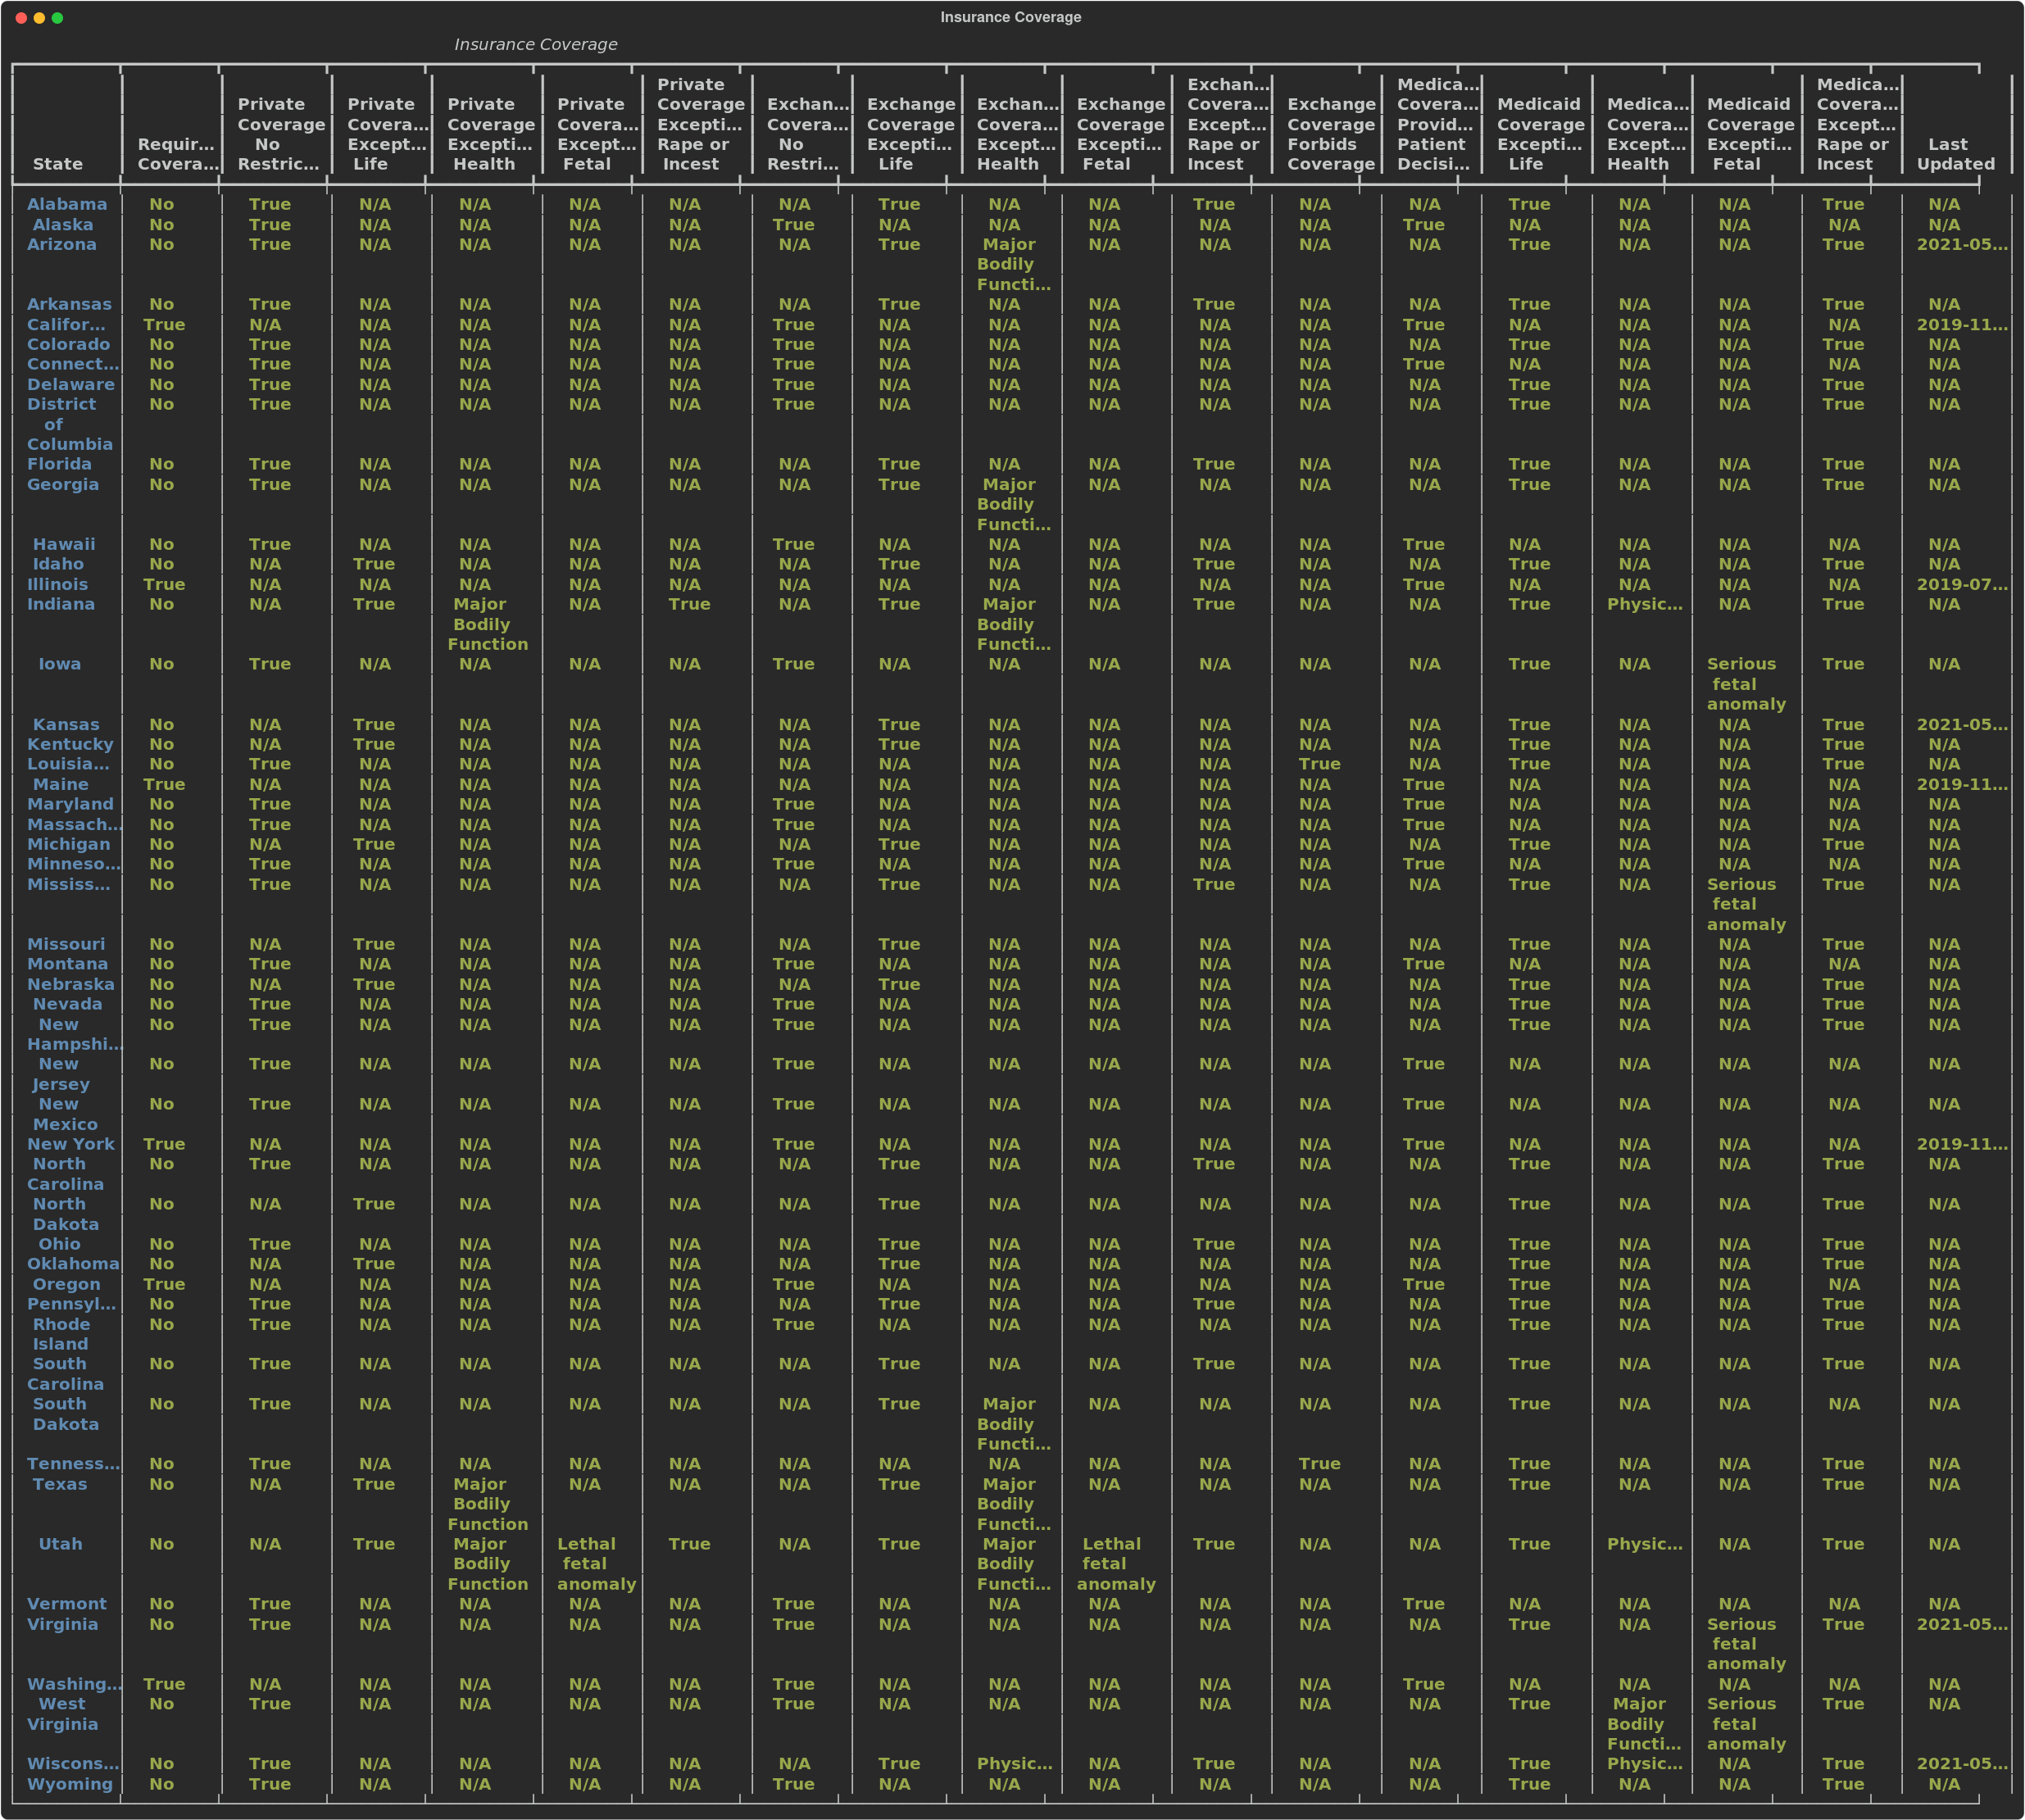 Insurance Coverage
Insurance Coverage
Private Exchan… Medica… Medica…
Private Private Private Private Coverage Exchan… Exchange Exchan… Exchange Covera… Exchange Covera… Medicaid Medica… Medicaid Covera…
Coverage Covera… Coverage Covera… Excepti… Covera… Coverage Covera… Coverage Except… Coverage Provid… Coverage Covera… Coverage Except…
Requir… No Except… Excepti… Except… Rape or No Excepti… Except… Excepti… Rape or Forbids Patient Excepti… Except… Excepti… Rape or Last
State Covera… Restric… Life Health Fetal Incest Restri… Life Health Fetal Incest Coverage Decisi… Life Health Fetal Incest Updated
Alabama No True N/A N/A N/A N/A N/A True N/A N/A True N/A N/A True N/A N/A True N/A
Alaska No True N/A N/A N/A N/A True N/A N/A N/A N/A N/A True N/A N/A N/A N/A N/A
Arizona No True N/A N/A N/A N/A N/A True Major N/A N/A N/A N/A True N/A N/A True 2021-05…
Bodily
Functi…
Arkansas No True N/A N/A N/A N/A N/A True N/A N/A True N/A N/A True N/A N/A True N/A
Califor… True N/A N/A N/A N/A N/A True N/A N/A N/A N/A N/A True N/A N/A N/A N/A 2019-11…
Colorado No True N/A N/A N/A N/A True N/A N/A N/A N/A N/A N/A True N/A N/A True N/A
Connect… No True N/A N/A N/A N/A True N/A N/A N/A N/A N/A True N/A N/A N/A N/A N/A
Delaware No True N/A N/A N/A N/A True N/A N/A N/A N/A N/A N/A True N/A N/A True N/A
District No True N/A N/A N/A N/A True N/A N/A N/A N/A N/A N/A True N/A N/A True N/A
of
Columbia
Florida No True N/A N/A N/A N/A N/A True N/A N/A True N/A N/A True N/A N/A True N/A
Georgia No True N/A N/A N/A N/A N/A True Major N/A N/A N/A N/A True N/A N/A True N/A
Bodily
Functi…
Hawaii No True N/A N/A N/A N/A True N/A N/A N/A N/A N/A True N/A N/A N/A N/A N/A
Idaho No N/A True N/A N/A N/A N/A True N/A N/A True N/A N/A True N/A N/A True N/A
Illinois True N/A N/A N/A N/A N/A N/A N/A N/A N/A N/A N/A True N/A N/A N/A N/A 2019-07…
Indiana No N/A True Major N/A True N/A True Major N/A True N/A N/A True Physic… N/A True N/A
Bodily Bodily
Function Functi…
Iowa No True N/A N/A N/A N/A True N/A N/A N/A N/A N/A N/A True N/A Serious True N/A
fetal
anomaly
Kansas No N/A True N/A N/A N/A N/A True N/A N/A N/A N/A N/A True N/A N/A True 2021-05…
Kentucky No N/A True N/A N/A N/A N/A True N/A N/A N/A N/A N/A True N/A N/A True N/A
Louisia… No True N/A N/A N/A N/A N/A N/A N/A N/A N/A True N/A True N/A N/A True N/A
Maine True N/A N/A N/A N/A N/A N/A N/A N/A N/A N/A N/A True N/A N/A N/A N/A 2019-11…
Maryland No True N/A N/A N/A N/A True N/A N/A N/A N/A N/A True N/A N/A N/A N/A N/A
Massach… No True N/A N/A N/A N/A True N/A N/A N/A N/A N/A True N/A N/A N/A N/A N/A
Michigan No N/A True N/A N/A N/A N/A True N/A N/A N/A N/A N/A True N/A N/A True N/A
Minneso… No True N/A N/A N/A N/A True N/A N/A N/A N/A N/A True N/A N/A N/A N/A N/A
Mississ… No True N/A N/A N/A N/A N/A True N/A N/A True N/A N/A True N/A Serious True N/A
fetal
anomaly
Missouri No N/A True N/A N/A N/A N/A True N/A N/A N/A N/A N/A True N/A N/A True N/A
Montana No True N/A N/A N/A N/A True N/A N/A N/A N/A N/A True N/A N/A N/A N/A N/A
Nebraska No N/A True N/A N/A N/A N/A True N/A N/A N/A N/A N/A True N/A N/A True N/A
Nevada No True N/A N/A N/A N/A True N/A N/A N/A N/A N/A N/A True N/A N/A True N/A
New No True N/A N/A N/A N/A True N/A N/A N/A N/A N/A N/A True N/A N/A True N/A
Hampshi…
New No True N/A N/A N/A N/A True N/A N/A N/A N/A N/A True N/A N/A N/A N/A N/A
Jersey
New No True N/A N/A N/A N/A True N/A N/A N/A N/A N/A True N/A N/A N/A N/A N/A
Mexico
New York True N/A N/A N/A N/A N/A True N/A N/A N/A N/A N/A True N/A N/A N/A N/A 2019-11…
North No True N/A N/A N/A N/A N/A True N/A N/A True N/A N/A True N/A N/A True N/A
Carolina
North No N/A True N/A N/A N/A N/A True N/A N/A N/A N/A N/A True N/A N/A True N/A
Dakota
Ohio No True N/A N/A N/A N/A N/A True N/A N/A True N/A N/A True N/A N/A True N/A
Oklahoma No N/A True N/A N/A N/A N/A True N/A N/A N/A N/A N/A True N/A N/A True N/A
Oregon True N/A N/A N/A N/A N/A True N/A N/A N/A N/A N/A True True N/A N/A N/A N/A
Pennsyl… No True N/A N/A N/A N/A N/A True N/A N/A True N/A N/A True N/A N/A True N/A
Rhode No True N/A N/A N/A N/A True N/A N/A N/A N/A N/A N/A True N/A N/A True N/A
Island
South No True N/A N/A N/A N/A N/A True N/A N/A True N/A N/A True N/A N/A True N/A
Carolina
South No True N/A N/A N/A N/A N/A True Major N/A N/A N/A N/A True N/A N/A N/A N/A
Dakota Bodily
Functi…
Tenness… No True N/A N/A N/A N/A N/A N/A N/A N/A N/A True N/A True N/A N/A True N/A
Texas No N/A True Major N/A N/A N/A True Major N/A N/A N/A N/A True N/A N/A True N/A
Bodily Bodily
Function Functi…
Utah No N/A True Major Lethal True N/A True Major Lethal True N/A N/A True Physic… N/A True N/A
Bodily fetal Bodily fetal
Function anomaly Functi… anomaly
Vermont No True N/A N/A N/A N/A True N/A N/A N/A N/A N/A True N/A N/A N/A N/A N/A
Virginia No True N/A N/A N/A N/A True N/A N/A N/A N/A N/A N/A True N/A Serious True 2021-05…
fetal
anomaly
Washing… True N/A N/A N/A N/A N/A True N/A N/A N/A N/A N/A True N/A N/A N/A N/A N/A
West No True N/A N/A N/A N/A True N/A N/A N/A N/A N/A N/A True Major Serious True N/A
Virginia Bodily fetal
Functi… anomaly
Wiscons… No True N/A N/A N/A N/A N/A True Physic… N/A True N/A N/A True Physic… N/A True 2021-05…
Wyoming No True N/A N/A N/A N/A True N/A N/A N/A N/A N/A N/A True N/A N/A True N/A